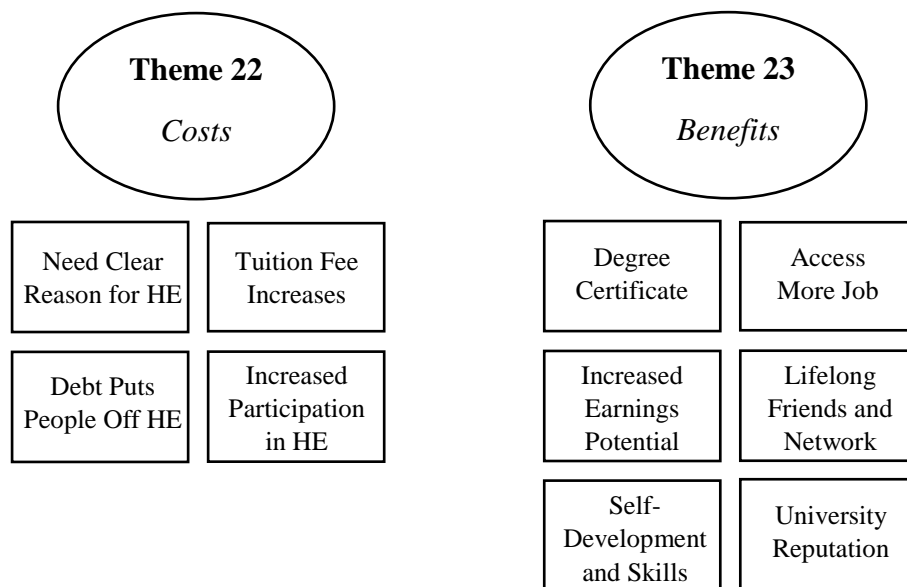 Theme 22
Costs
Need Clear
Reason for HE
Tuition Fee
Increases
Debt Puts
People Off HE
Increased
Participation
in HE
Theme 23
Benefits
Degree
Certificate
Access
More Job
Increased
Earnings
Potential
Lifelong
Friends and
Network
Self-
Development
and Skills
University
Reputation